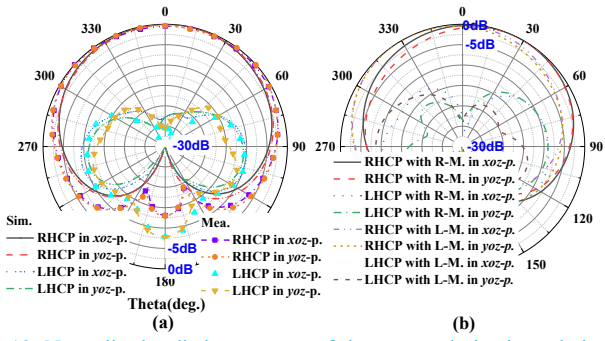 0
330
30
300
60
270
90
-30dB
-5dB
0dB
180
Theta(deg.)
Sim.
RHCP in xoz-p.
RHCP in yoz-p.
LHCP in xoz-p.
LHCP in yoz-p.
Mea.
RHCP in xoz-p.
RHCP in yoz-p.
LHCP in xoz-p.
LHCP in yoz-p.
(a)
0
0dB
-5dB
330
30
300
60
270
90
-30dB
120
150
RHCP with R-M. in xoz-p.
RHCP with R-M. in yoz-p.
LHCP with R-M. in xoz-p.
LHCP with R-M. in yoz-p.
RHCP with L-M. in xoz-p.
RHCP with L-M. in yoz-p.
LHCP with L-M. in xoz-p.
LHCP with L-M. in yoz-p.
(b)